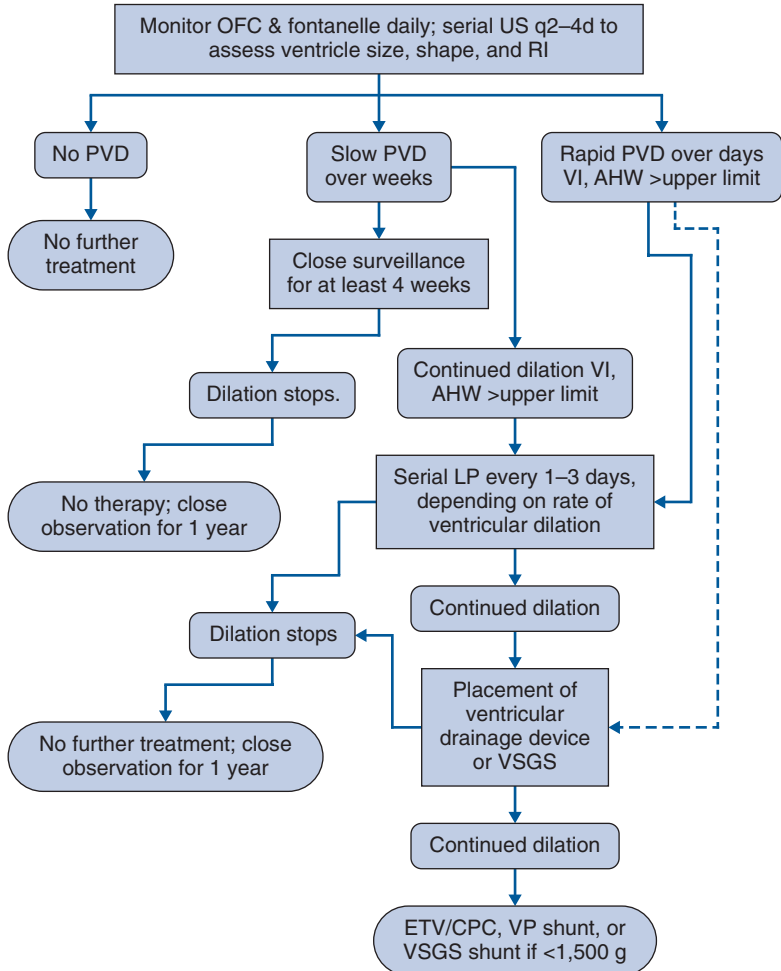 Monitor OFC & fontanelle daily; serial US q2–4d to
assess ventricle size, shape, and RI
No PVD
Slow PVD
over weeks
Rapid PVD over days
VI, AHW >upper limit
No further
treatment
Close surveillance
for at least 4 weeks
Dilation stops.
Continued dilation VI,
AHW >upper limit
No therapy; close
observation for 1 year
Serial LP every 1–3 days,
depending on rate of
ventricular dilation
Continued dilation
Dilation stops
Placement of
ventricular
drainage device
or VSGS
No further treatment; close
observation for 1 year
Continued dilation
ETV/CPC, VP shunt, or
VSGS shunt if <1,500 g